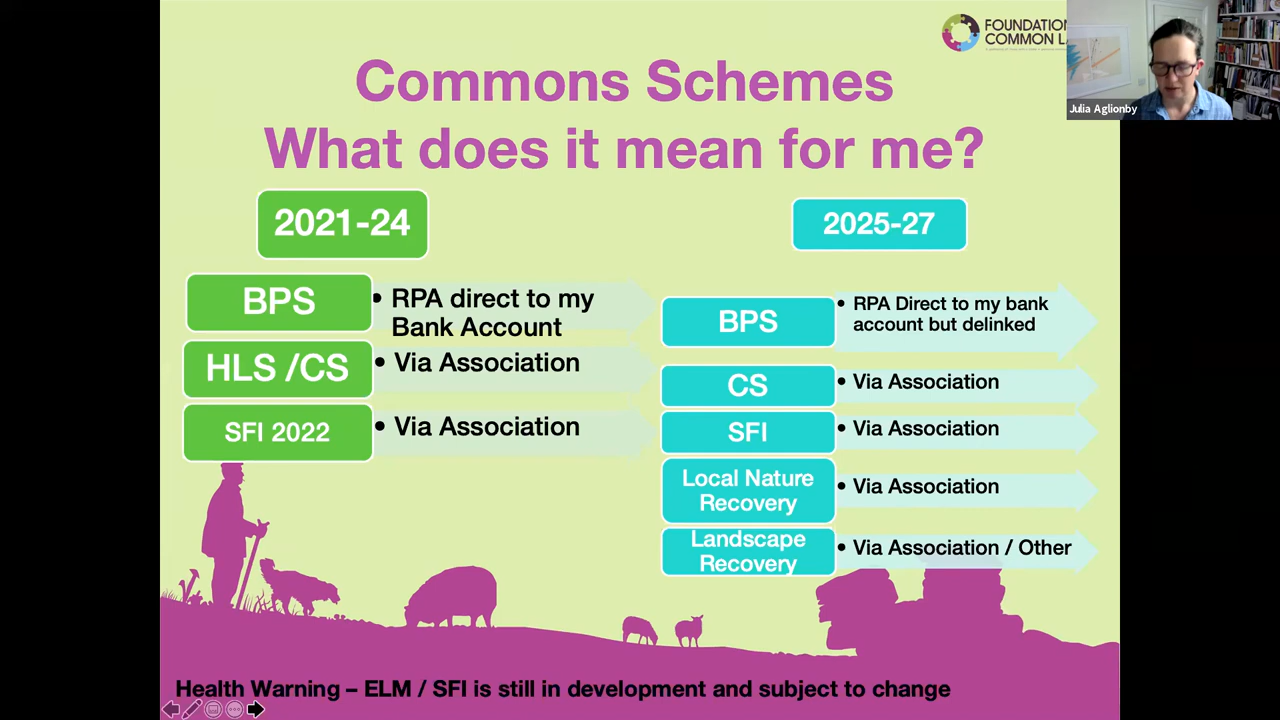 FOUNDATION
COMMON LA
Julia Aglionby
Commons Schemes
What does it mean for me?
2021-24
BPS
• RPA direct to my
Bank Account
HLS /CS
• Via Association
SFI 2022
• Via Association
2025-27
BPS
• RPA Direct to my bank
account but delinked
CS
• Via Association
SFI
• Via Association
Local Nature
Recovery
• Via Association
Landscape
Recovery
• Via Association / Other
Health Warning – ELM / SFI is still in development and subject to change